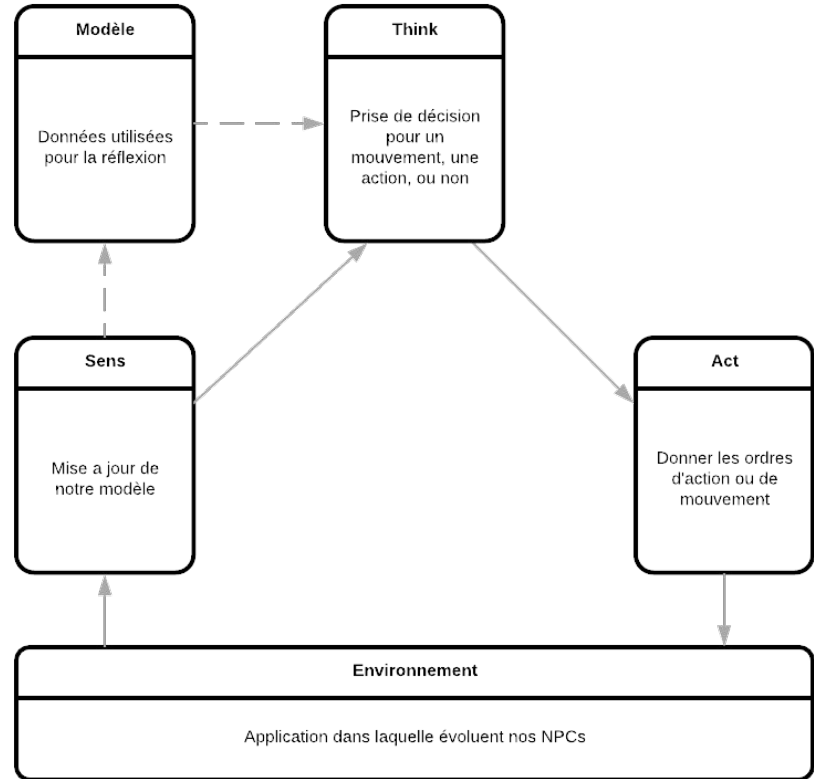 Modèle
Données utilisées
pour la réflexion
Think
Prise de décision
pour un
mouvement, une
action, ou non
Sens
Mise a jour de
notre modèle
Act
Donner les ordres
d'action ou de
mouvement
Environnement
Application dans laquelle évoluent nos NPCs